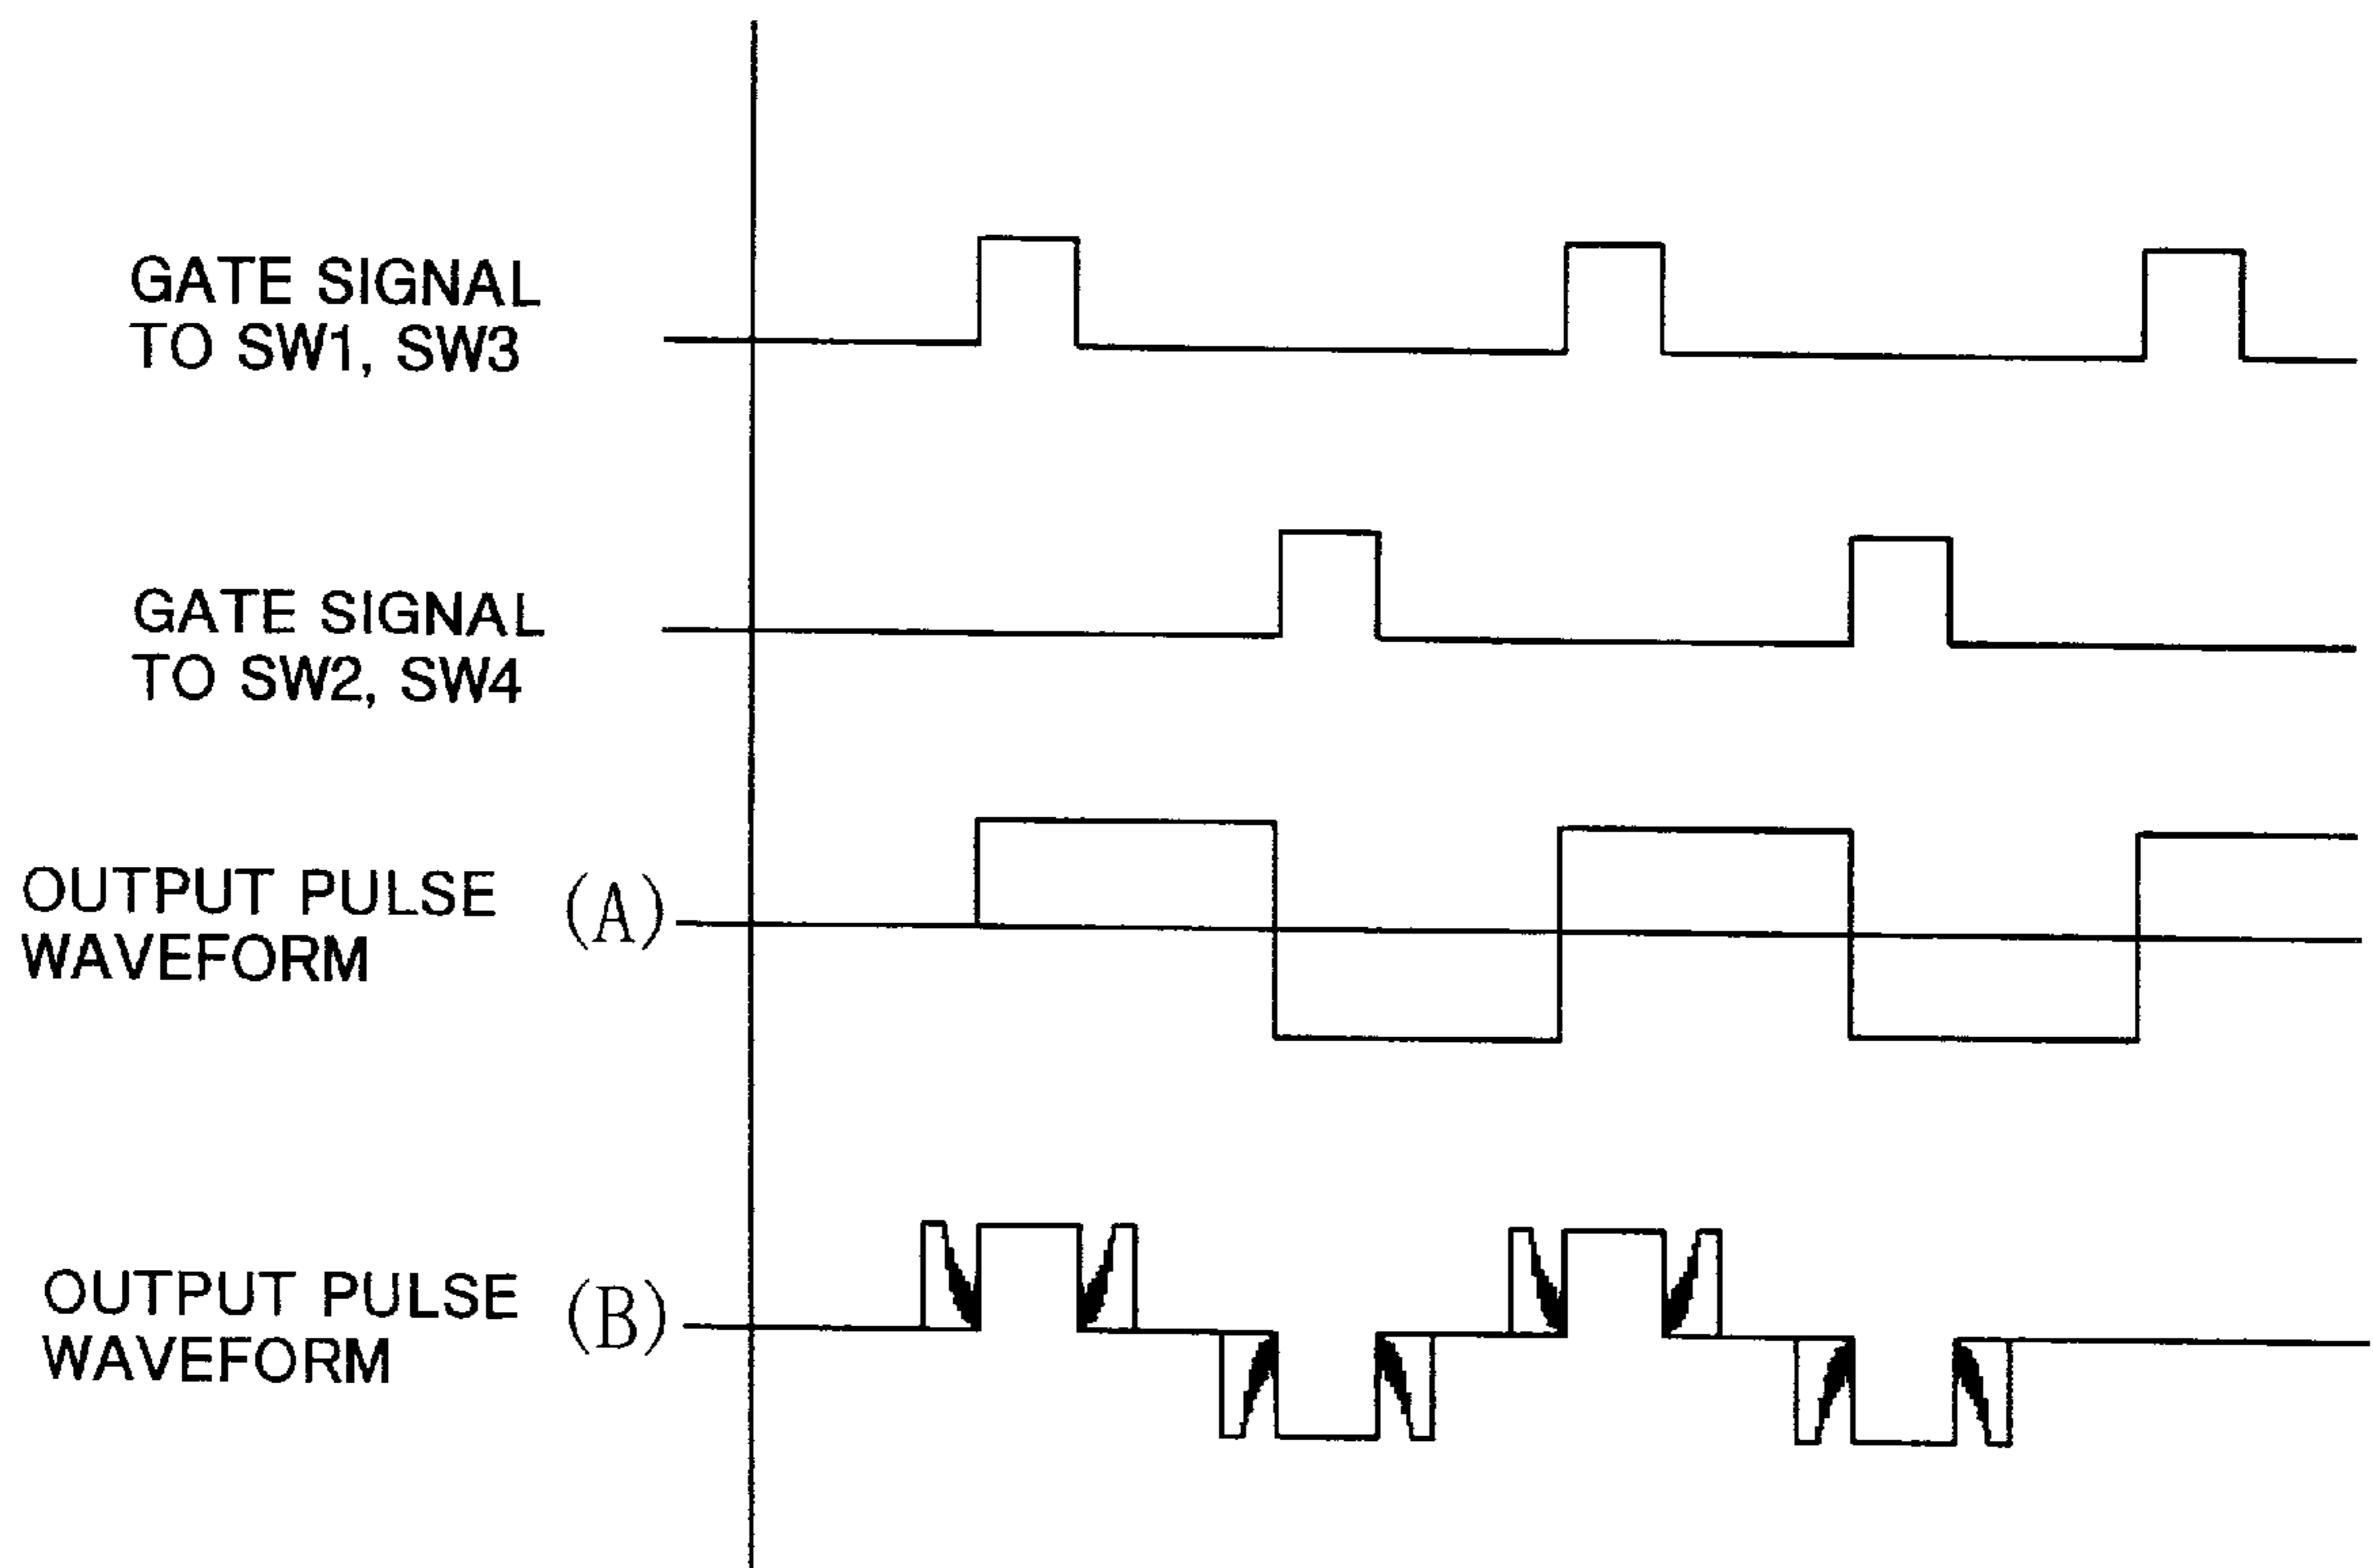 GATE SIGNAL
TO SW1, SW3
GATE SIGNAL
TO SW2, SW4
OUTPUT PULSE (A)
WAVEFORM
OUTPUT PULSE (B)
WAVEFORM